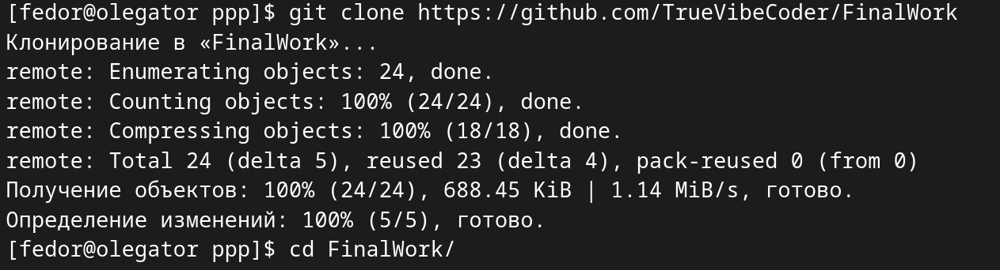 [fedor@olegator ppp]$ git clone https://github.com/TrueVibeCoder/FinalWork
Клонирование в «FinalWork»...
remote: Enumerating objects: 24, done.
remote: Counting objects: 100% (24/24), done.
remote: Compressing objects: 100% (18/18), done.
remote: Total 24 (delta 5), reused 23 (delta 4), pack-reused 0 (from 0)
Получение объектов: 100% (24/24), 688.45 KiB | 1.14 MiB/s, готово.
Определение изменений: 100% (5/5), готово.
[fedor@olegator ppp]$ cd FinalWork/